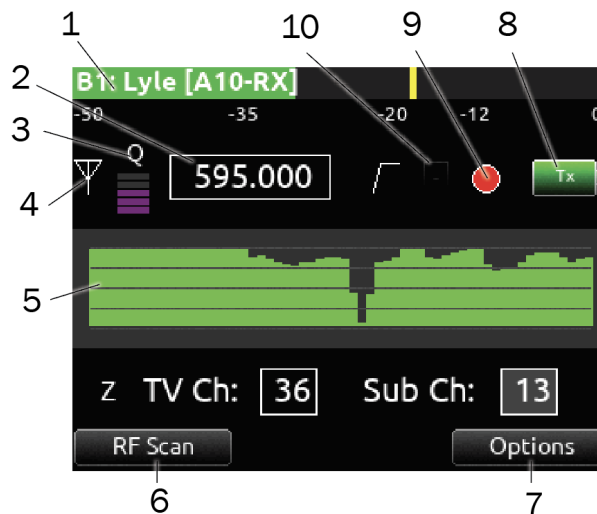 1 10 9 8
2 B1: Lyle [A10-RX]
-50 -35 -20 -12 0
3 Q
595.000 Tx
4
5
Z TV Ch: 36 Sub Ch: 13
RF Scan Options
6 7